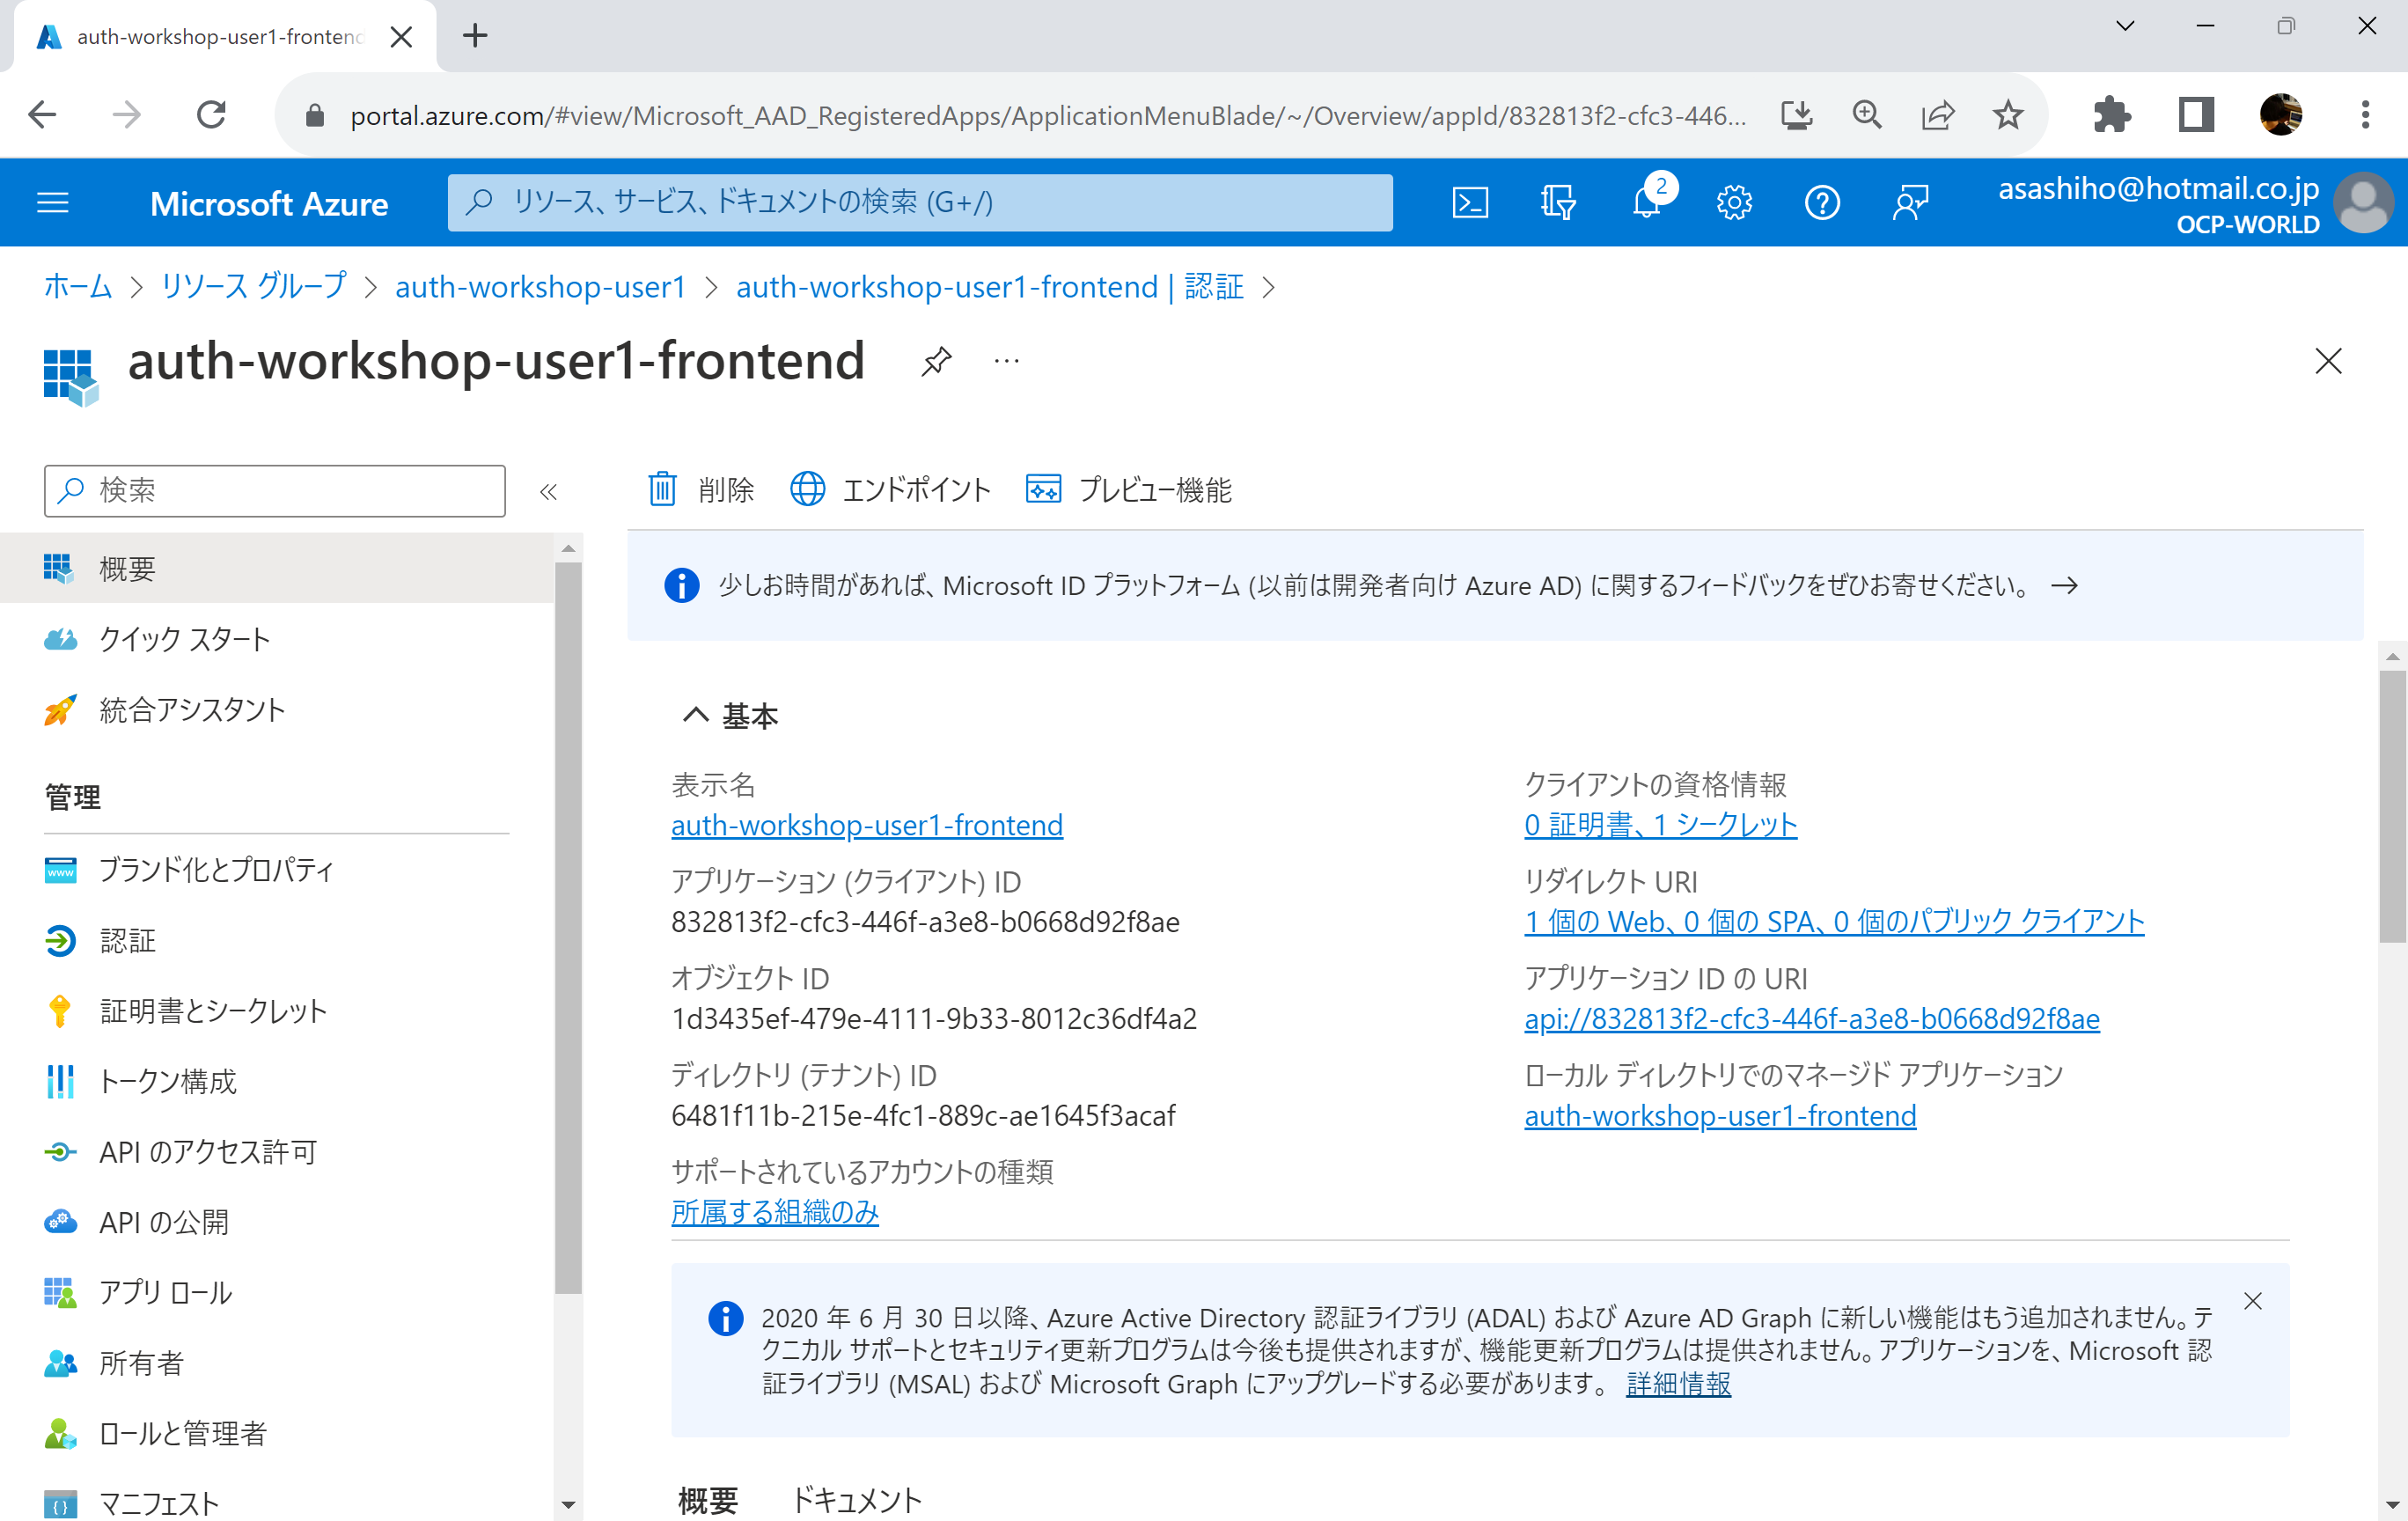 auth-workshop-user1-frontend
portal.azure.com/#view/Microsoft_AAD_RegisteredApps/ApplicationMenuBlade/~/Overview/appId/832813f2-cfc3-446...
Microsoft Azure
リソース、サービス、ドキュメントの検索 (G+/)
2
asashiho@hotmail.co.jp
OCP-WORLD
ホーム > リソース グループ > auth-workshop-user1 > auth-workshop-user1-frontend | 認証 >
auth-workshop-user1-frontend
検索
削除 エンドポイント プレビュー機能
概要
クイック スタート
統合アシスタント
管理
ブランド化とプロパティ
認証
証明書とシークレット
トークン構成
API のアクセス許可
API の公開
アプリ ロール
所有者
ロールと管理者
マニフェスト
少しお時間があれば、Microsoft ID プラットフォーム (以前は開発者向け Azure AD) に関するフィードバックをぜひお寄せください。 →
基本
表示名
auth-workshop-user1-frontend
アプリケーション (クライアント) ID
832813f2-cfc3-446f-a3e8-b0668d92f8ae
オブジェクト ID
1d3435ef-479e-4111-9b33-8012c36df4a2
ディレクトリ (テナント) ID
6481f11b-215e-4fc1-889c-ae1645f3acaf
サポートされているアカウントの種類
所属する組織のみ
クライアントの資格情報
0 証明書、1 シークレット
リダイレクト URI
1 個の Web、0 個の SPA、0 個のパブリック クライアント
アプリケーション ID の URI
api://832813f2-cfc3-446f-a3e8-b0668d92f8ae
ローカル ディレクトリでのマネージド アプリケーション
auth-workshop-user1-frontend
2020 年 6 月 30 日以降、Azure Active Directory 認証ライブラリ (ADAL) および Azure AD Graph に新しい機能はもう追加されません。テ
クニカル サポートとセキュリティ更新プログラムは今後も提供されますが、機能更新プログラムは提供されません。アプリケーションを、Microsoft 認
証ライブラリ (MSAL) および Microsoft Graph にアップグレードする必要があります。 詳細情報
概要 ドキュメント